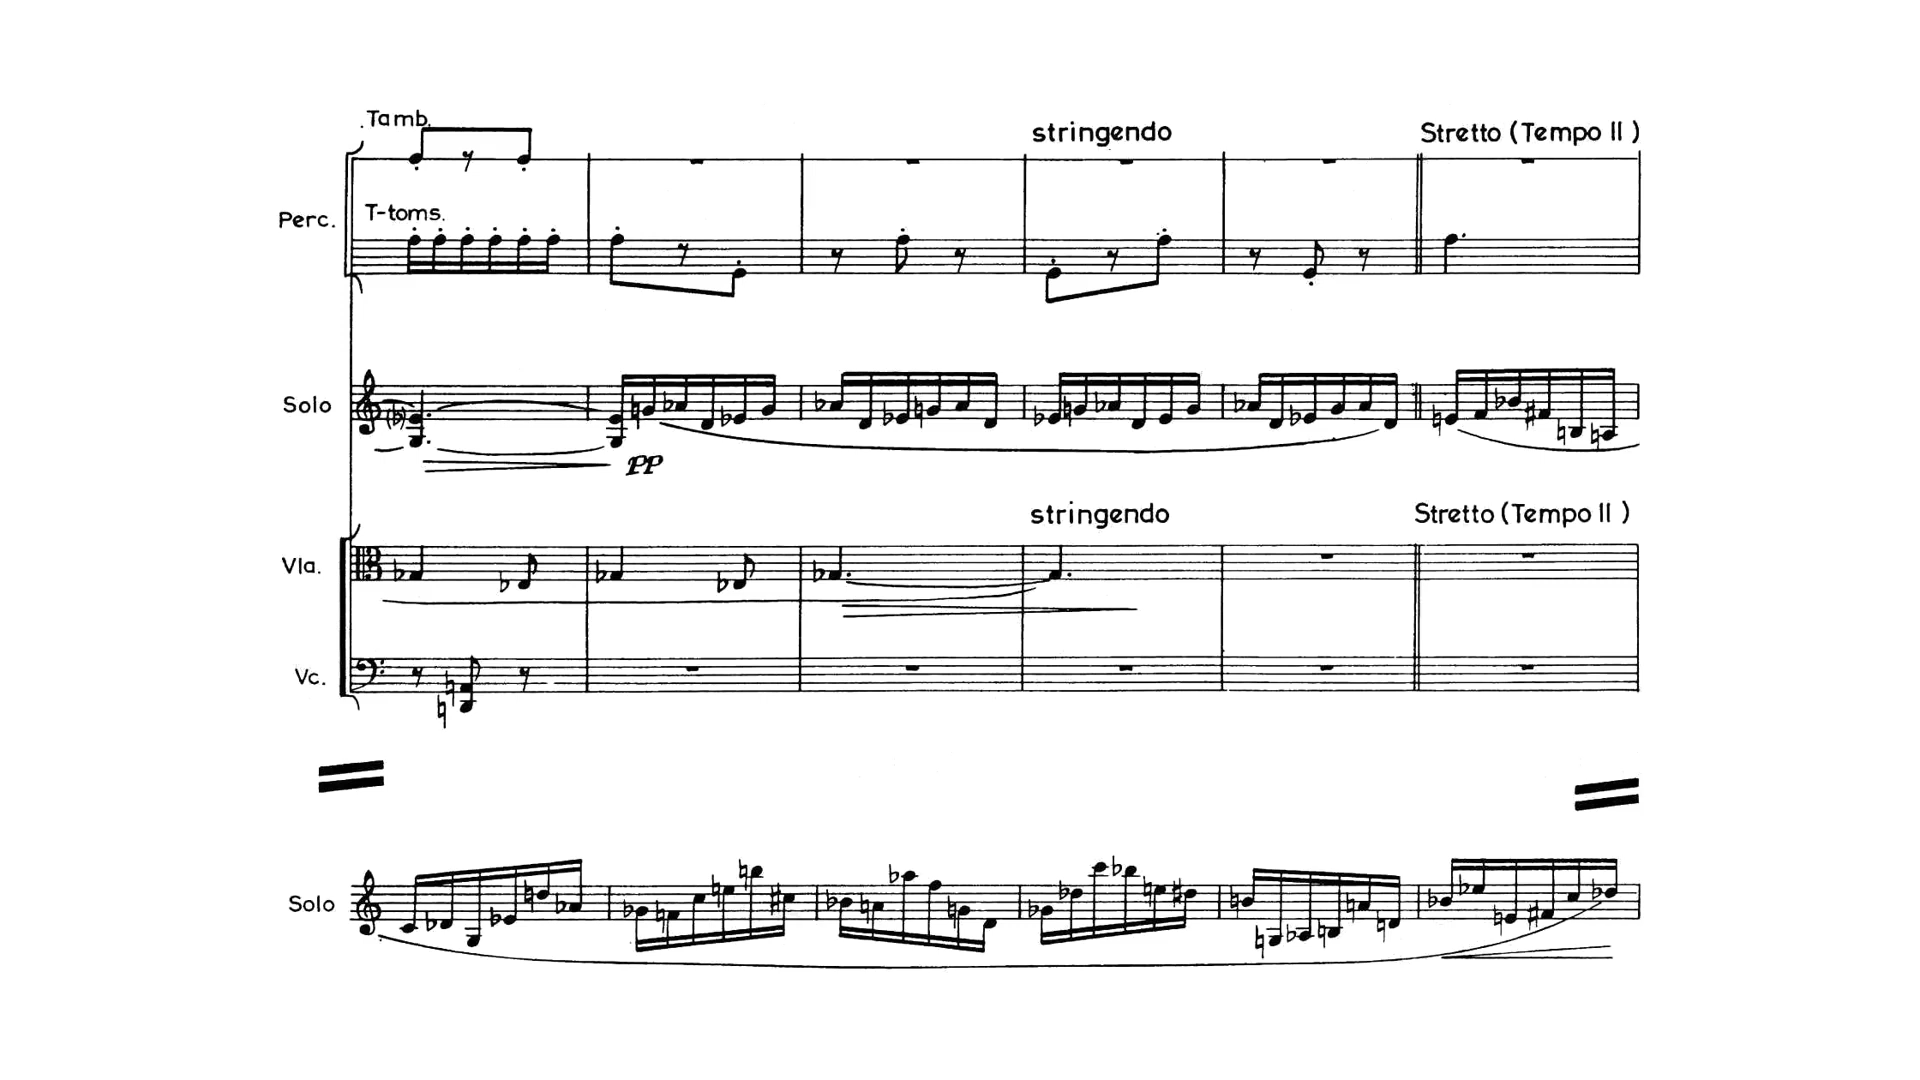 Tamb.
stringendo
Stretto (Tempo II )
T-toms.
Perc.
Solo
pp
stringendo
Stretto (Tempo II )
Vla.
Vc.
Solo